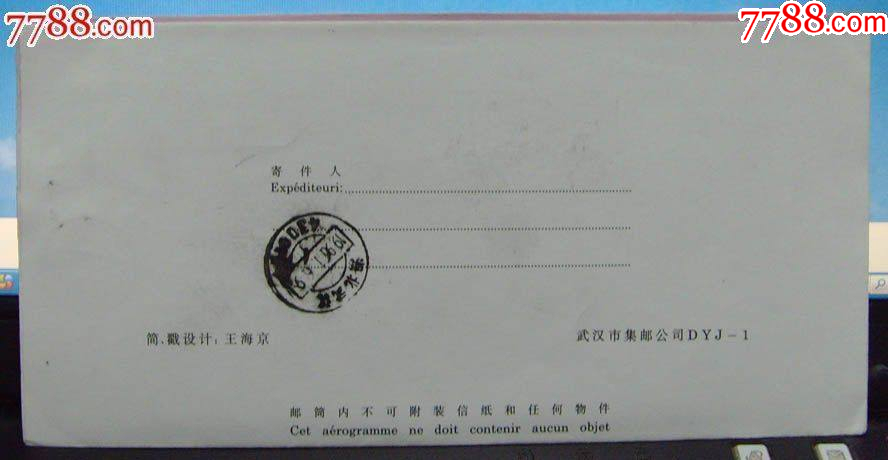 7788.com
7788.com
寄件人
Expéditeuri:
简、戳设计：王海京
武汉市集邮公司DYJ－1
邮简内不可附装信纸和任何物件
Cet aérogramme ne doit contenir aucun objet